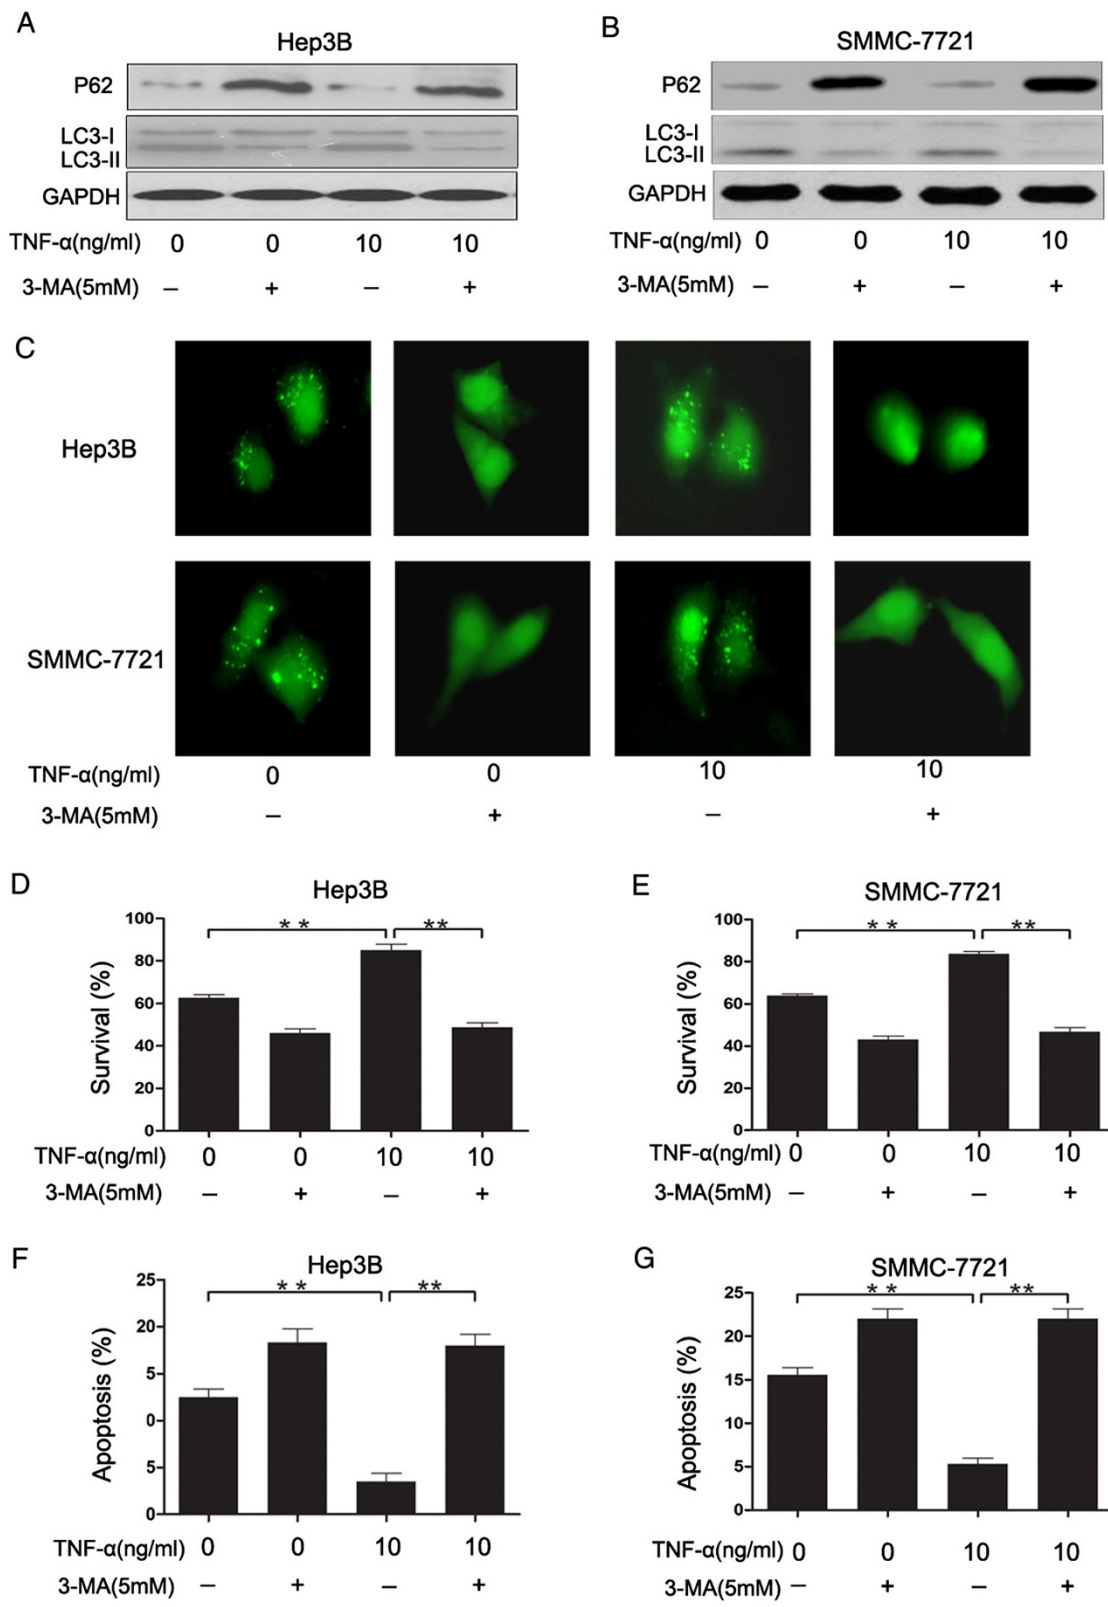 A
Hep3B
P62
LC3-I
LC3-II
GAPDH
TNF-α(ng/ml) 0 0 10 10
3-MA(5mM) – + – +
B
SMMC-7721
P62
LC3-I
LC3-II
GAPDH
TNF-α(ng/ml) 0 0 10 10
3-MA(5mM) – + – +
C
Hep3B
SMMC-7721
TNF-α(ng/ml) 0 0 10 10
3-MA(5mM) – + – +
D
Hep3B
* * **
Survival (%)
100
80
60
40
20
0
TNF-α(ng/ml) 0 0 10 10
3-MA(5mM) – + – +
E
SMMC-7721
* * **
Survival (%)
100
80
60
40
20
0
TNF-α(ng/ml) 0 0 10 10
3-MA(5mM) – + – +
F
Hep3B
* * **
Apoptosis (%)
25
20
5
0
5
0
TNF-α(ng/ml) 0 0 10 10
3-MA(5mM) – + – +
G
SMMC-7721
* * **
Apoptosis (%)
25
20
15
10
5
0
TNF-α(ng/ml) 0 0 10 10
3-MA(5mM) – + – +